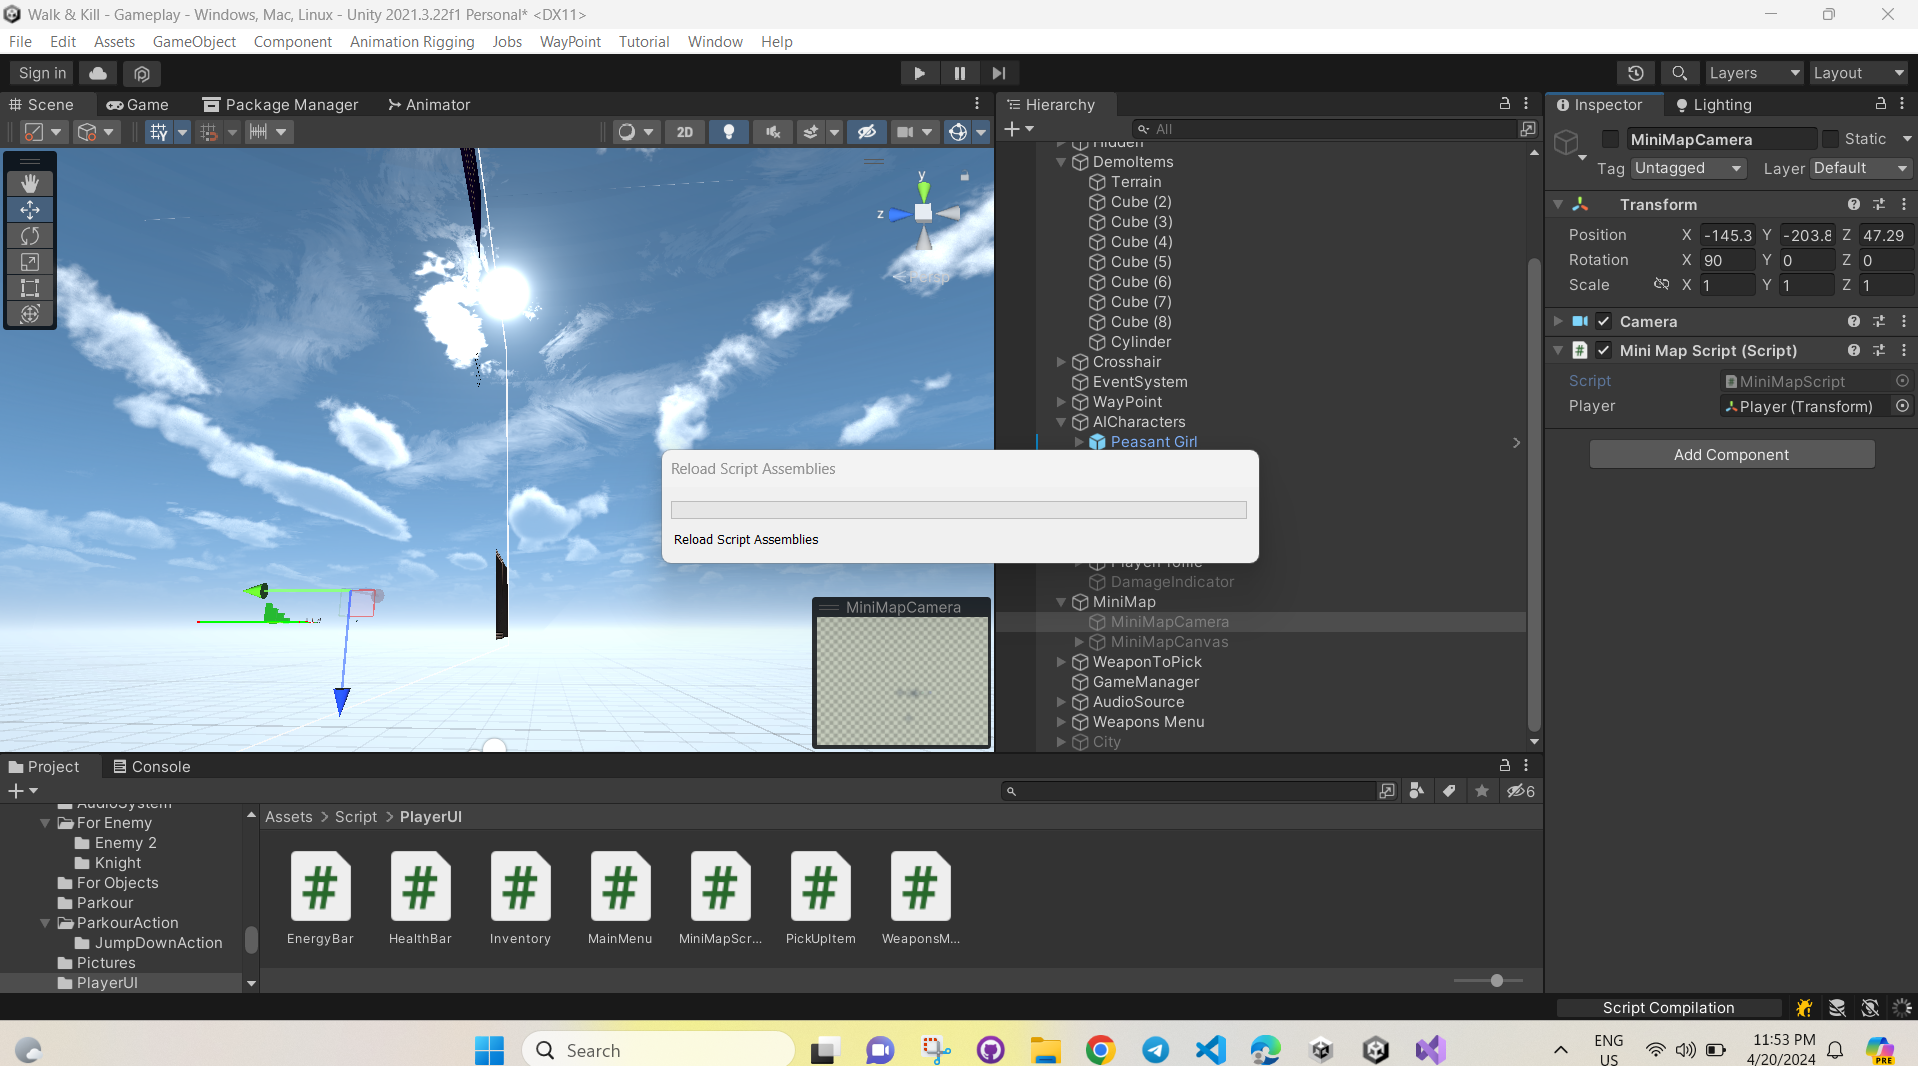 Walk & Kill - Gameplay - Windows, Mac, Linux - Unity 2021.3.22f1 Personal* <DX11>
File Edit Assets GameObject Component Animation Rigging Jobs WayPoint Tutorial Window Help
Sign in
Layers
Layout
Scene Game Package Manager Animator
2D
y
z
Persp
MiniMapCamera
Hierarchy
All
Hidden
DemoItems
Terrain
Cube (2)
Cube (3)
Cube (4)
Cube (5)
Cube (6)
Cube (7)
Cube (8)
Cylinder
Crosshair
EventSystem
WayPoint
AICharacters
Peasant Girl
Reload Script Assemblies
Reload Script Assemblies
DamageIndicator
MiniMap
MiniMapCamera
MiniMapCanvas
WeaponToPick
GameManager
AudioSource
Weapons Menu
City
Inspector Lighting
MiniMapCamera Static
Tag Untagged Layer Default
Transform
Position X -145.3 Y -203.8 Z 47.29
Rotation X 90 Y 0 Z 0
Scale X 1 Y 1 Z 1
Camera
Mini Map Script (Script)
Script MiniMapScript
Player Player (Transform)
Add Component
Project Console
6
AudioSystem
For Enemy
Enemy 2
Knight
For Objects
Parkour
ParkourAction
JumpDownAction
Pictures
PlayerUI
Assets > Script > PlayerUI
EnergyBar HealthBar Inventory MainMenu MiniMapScr... PickUpItem WeaponsM...
Script Compilation
Search
ENG
US
11:53 PM
4/20/2024
PRE